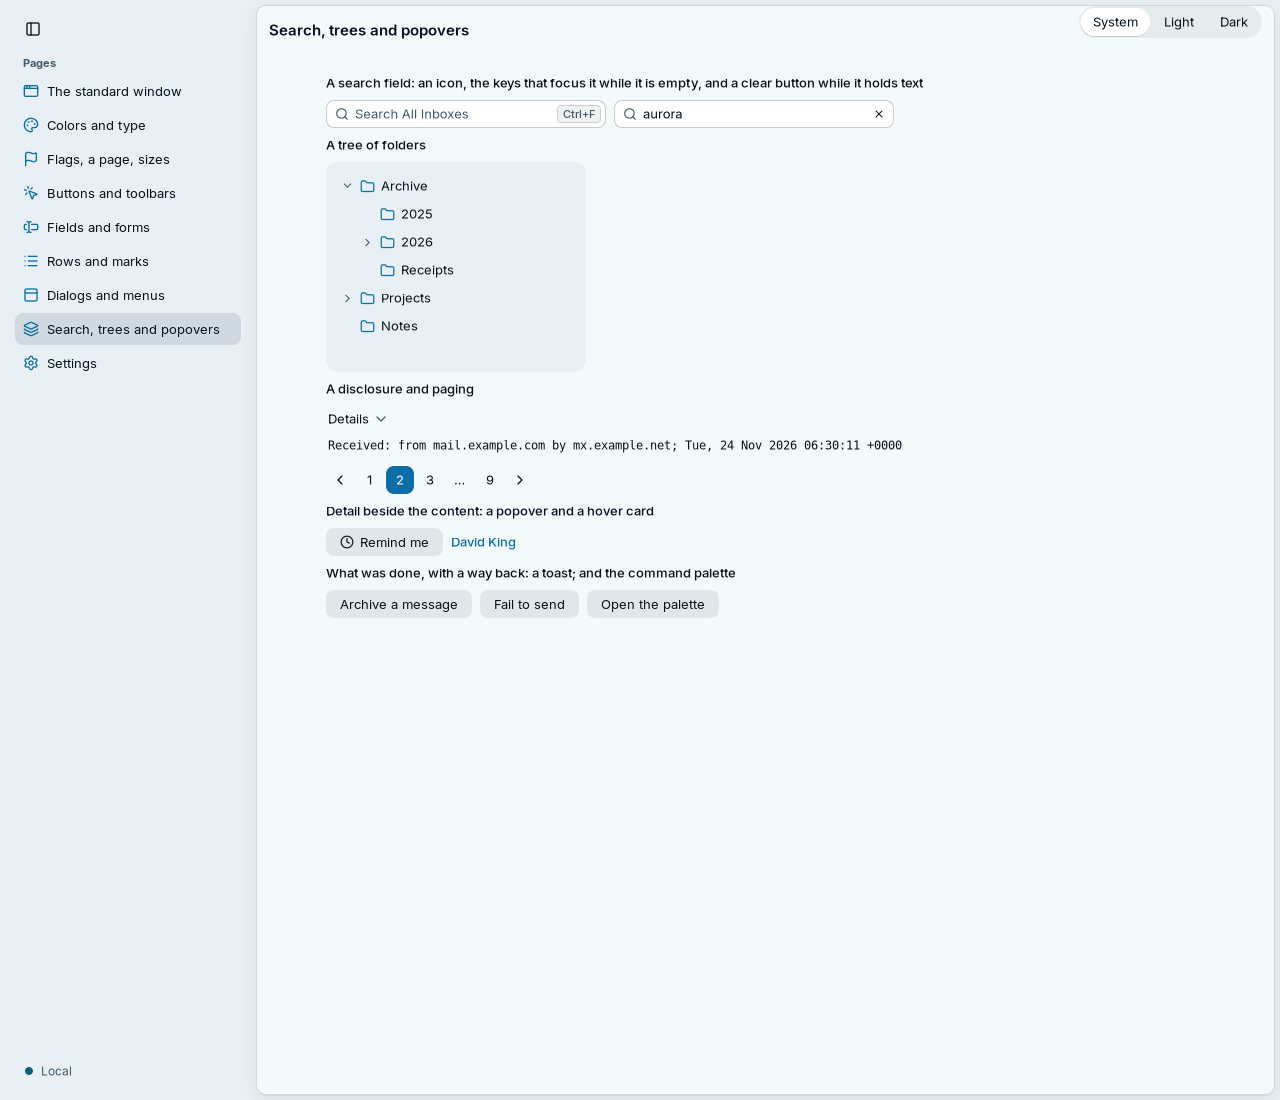 Pages
The standard window
Colors and type
Flags, a page, sizes
Buttons and toolbars
Fields and forms
Rows and marks
Dialogs and menus
Search, trees and popovers
Settings
Local
Search, trees and popovers
System Light Dark
A search field: an icon, the keys that focus it while it is empty, and a clear button while it holds text
Search All Inboxes Ctrl+F aurora
A tree of folders
Archive
2025
2026
Receipts
Projects
Notes
A disclosure and paging
Details
Received: from mail.example.com by mx.example.net; Tue, 24 Nov 2026 06:30:11 +0000
1 2 3 … 9
Detail beside the content: a popover and a hover card
Remind me David King
What was done, with a way back: a toast; and the command palette
Archive a message Fail to send Open the palette